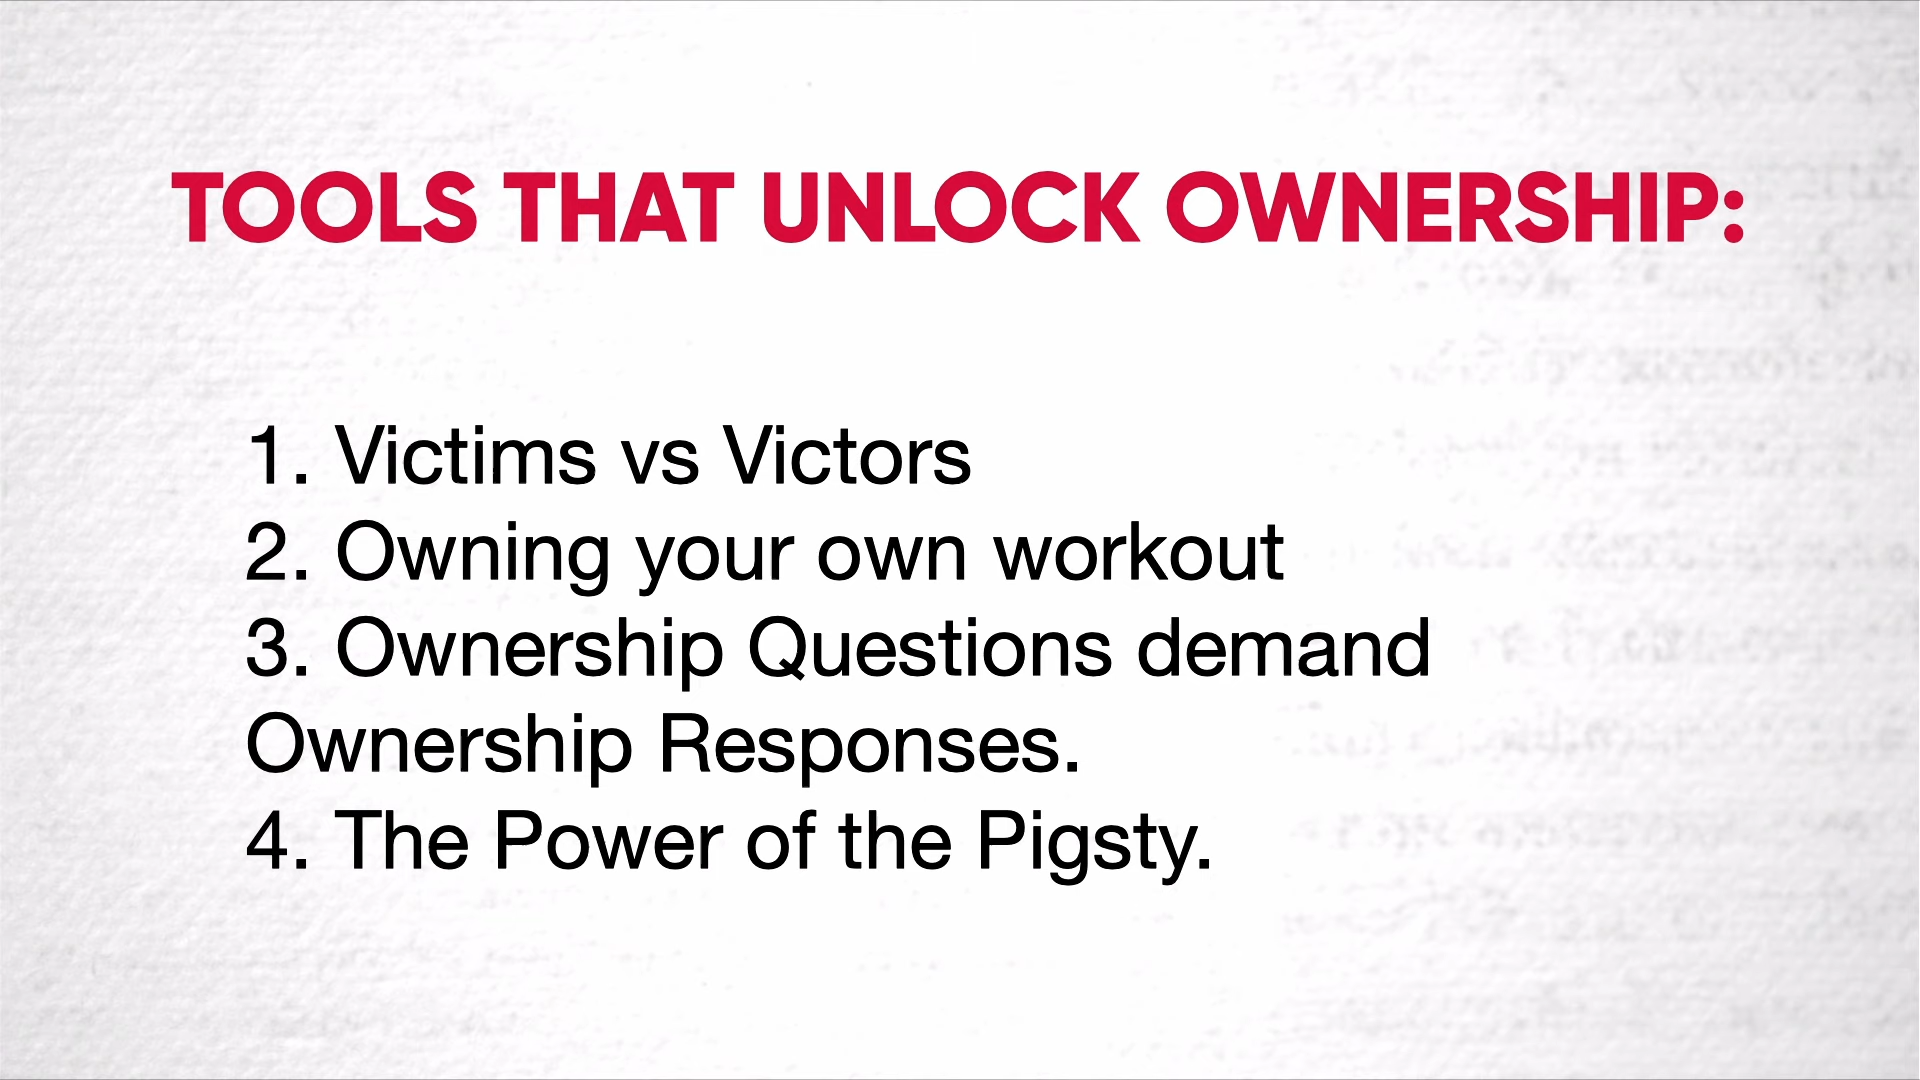 TOOLS THAT UNLOCK OWNERSHIP:
1. Victims vs Victors
2. Owning your own workout
3. Ownership Questions demand
Ownership Responses.
4. The Power of the Pigsty.